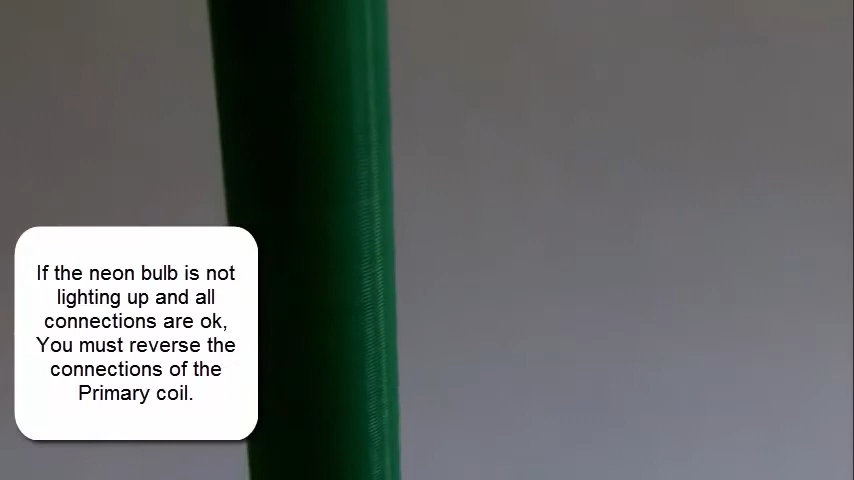 If the neon bulb is not
lighting up and all
connections are ok,
You must reverse the
connections of the
Primary coil.